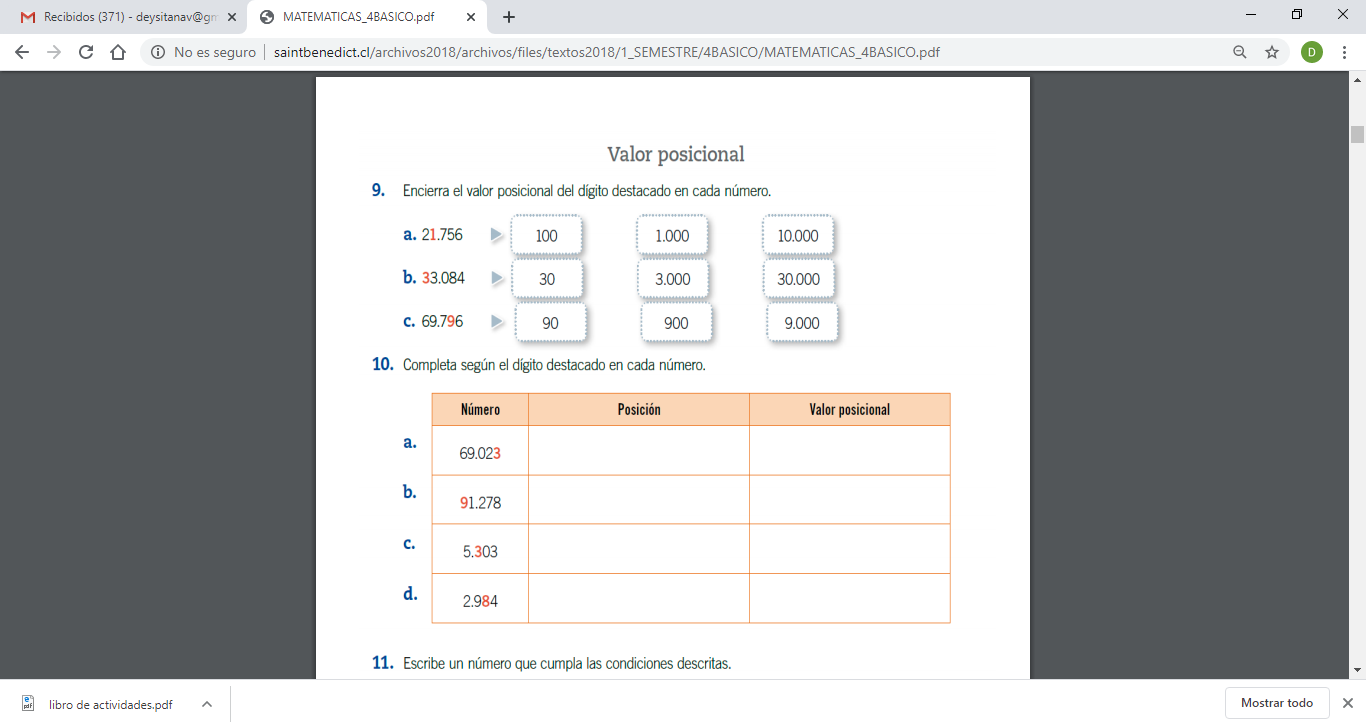 Recibidos (371) - deysitanav@gm
MATEMATICAS_4BASICO.pdf
No es seguro
saintbenedict.cl/archivos2018/archivos/files/textos2018/1_SEMESTRE/4BASICO/MATEMATICAS_4BASICO.pdf
D
Valor posicional
9. Encierra el valor posicional del dígito destacado en cada número.
a. 21.756 100 1.000 10.000
b. 33.084 30 3.000 30.000
c. 69.796 90 900 9.000
10. Completa según el dígito destacado en cada número.
Número Posición Valor posicional
a. 69.023
b. 91.278
c. 5.303
d. 2.984
11. Escribe un número que cumpla las condiciones descritas.
libro de actividades.pdf
Mostrar todo